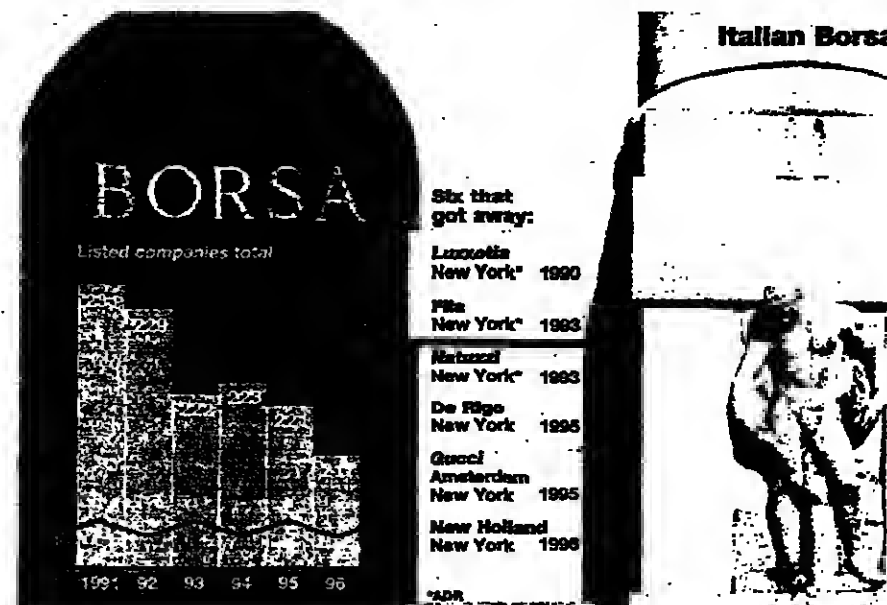 BORSA
Listed companies total
1991 92 93 94 95 96
Six that
got away:
Luxxotia
New York* 1990
Fila
New York* 1993
Natuzzi
New York* 1993
De Rigo
New York 1995
Gucci
Amsterdam
New York 1995
New Holland
New York 1996
*ADR
Italian Borsa